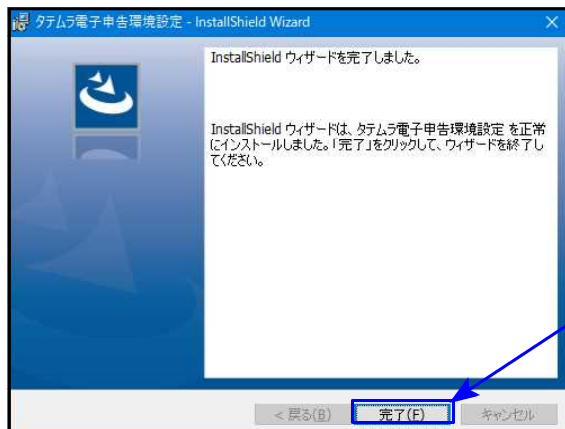 タテムラ電子申告環境設定 - InstallShield Wizard
InstallShield ウィザードを完了しました。
InstallShield ウィザードは、タテムラ電子申告環境設定 を正常
にインストールしました。「完了」をクリックして、ウィザードを終了し
てください。
< 戻る(B) 完了(F) キャンセル